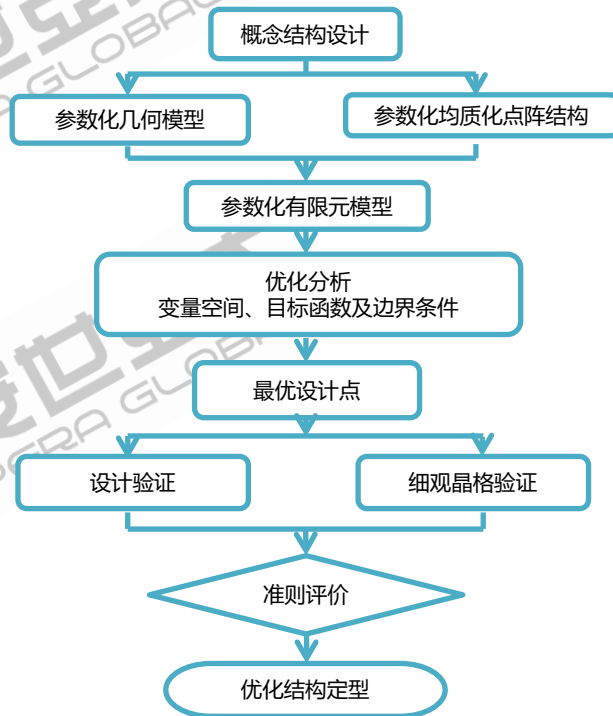 概念结构设计
参数化几何模型
参数化均质化点阵结构
参数化有限元模型
优化分析
变量空间、目标函数及边界条件
最优设计点
设计验证
细观晶格验证
准则评价
优化结构定型